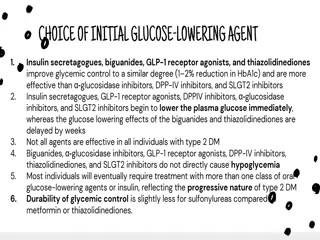 CHOICE OF INITIAL GLUCOSE-LOWERING AGENT
1. Insulin secretagogues, biguanides, GLP-1 receptor agonists, and thiazolidinediones
improve glycemic control to a similar degree (1–2% reduction in HbA1c) and are more
effective than α-glucosidase inhibitors, DPP-IV inhibitors, and SGLT2 inhibitors
2. Insulin secretagogues, GLP-1 receptor agonists, DPPIV inhibitors, α-glucosidase
inhibitors, and SLGT2 inhibitors begin to lower the plasma glucose immediately,
whereas the glucose lowering effects of the biguanides and thiazolidinediones are
delayed by weeks
3. Not all agents are effective in all individuals with type 2 DM
4. Biguanides, α-glucosidase inhibitors, GLP-1 receptor agonists, DPP-IV inhibitors,
thiazolidinediones, and SLGT2 inhibitors do not directly cause hypoglycemia
5. Most individuals will eventually require treatment with more than one class of oral
glucose-lowering agents or insulin, reflecting the progressive nature of type 2 DM
6. Durability of glycemic control is slightly less for sulfonylureas compared
metformin or thiazolidinediones.